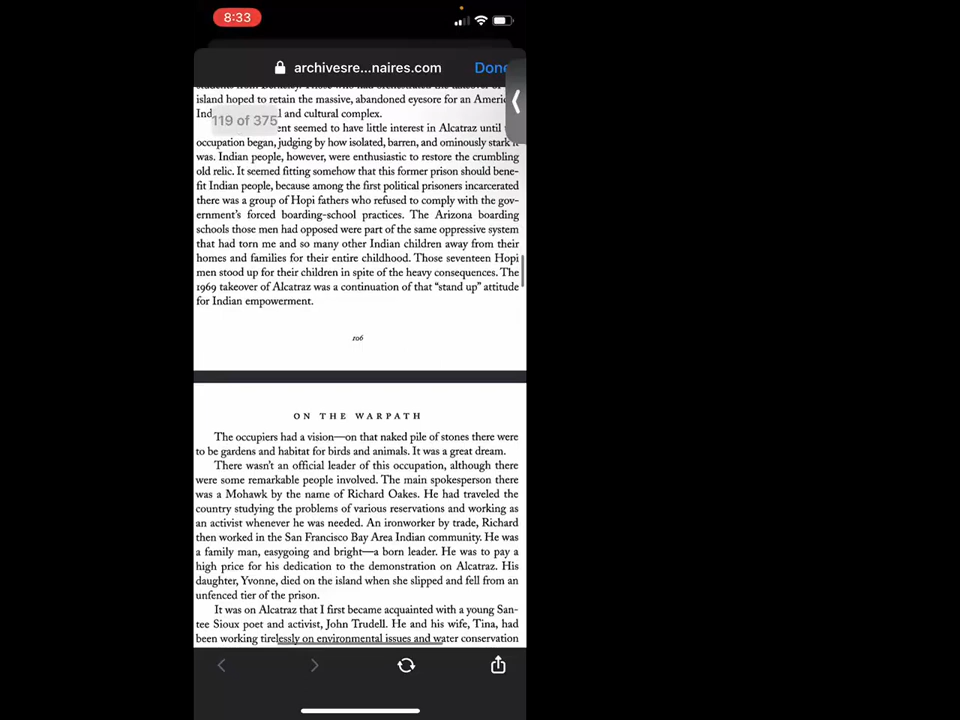 8:33
archivesre...naires.com
Done
island hoped to retain the massive, abandoned eyesore for an Ameri
Ind l and cultural complex.
119 of 375
ent seemed to have little interest in Alcatraz until
occupation began, judging by how isolated, barren, and ominously stark it
was. Indian people, however, were enthusiastic to restore the crumbling
old relic. It seemed fitting somehow that this former prison should bene-
fit Indian people, because among the first political prisoners incarcerated
there was a group of Hopi fathers who refused to comply with the gov-
ernment's forced boarding-school practices. The Arizona boarding
schools those men had opposed were part of the same oppressive system
that had torn me and so many other Indian children away from their
homes and families for their entire childhood. Those seventeen Hopi
men stood up for their children in spite of the heavy consequences. The
1969 takeover of Alcatraz was a continuation of that “stand up” attitude
for Indian empowerment.
106
ON THE WARPATH
The occupiers had a vision—on that naked pile of stones there were
to be gardens and habitat for birds and animals. It was a great dream.
There wasn't an official leader of this occupation, although there
were some remarkable people involved. The main spokesperson there
was a Mohawk by the name of Richard Oakes. He had traveled the
country studying the problems of various reservations and working as
an activist whenever he was needed. An ironworker by trade, Richard
then worked in the San Francisco Bay Area Indian community. He was
a family man, easygoing and bright—a born leader. He was to pay a
high price for his dedication to the demonstration on Alcatraz. His
daughter, Yvonne, died on the island when she slipped and fell from an
unfenced tier of the prison.
It was on Alcatraz that I first became acquainted with a young San-
tee Sioux poet and activist, John Trudell. He and his wife, Tina, had
been working tirelessly on environmental issues and water conservation